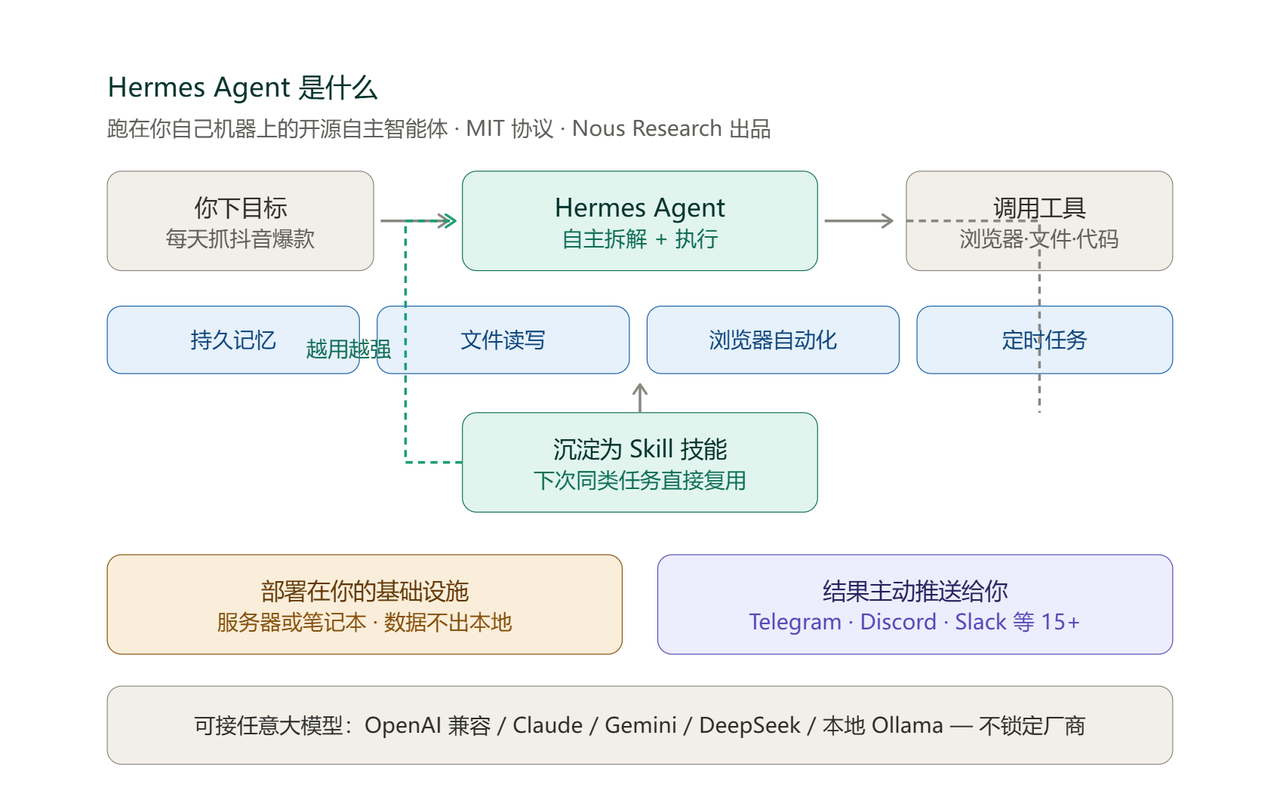 Hermes Agent 是什么
跑在你自己机器上的开源自主智能体 · MIT 协议 · Nous Research 出品
你下目标
每天抓抖音爆款
Hermes Agent
自主拆解 + 执行
调用工具
浏览器·文件·代码
持久记忆
越用越强
文件读写
浏览器自动化
定时任务
沉淀为 Skill 技能
下次同类任务直接复用
部署在你的基础设施
服务器或笔记本 · 数据不出本地
结果主动推送给你
Telegram · Discord · Slack 等 15+
可接任意大模型：OpenAI 兼容 / Claude / Gemini / DeepSeek / 本地 Ollama — 不锁定厂商